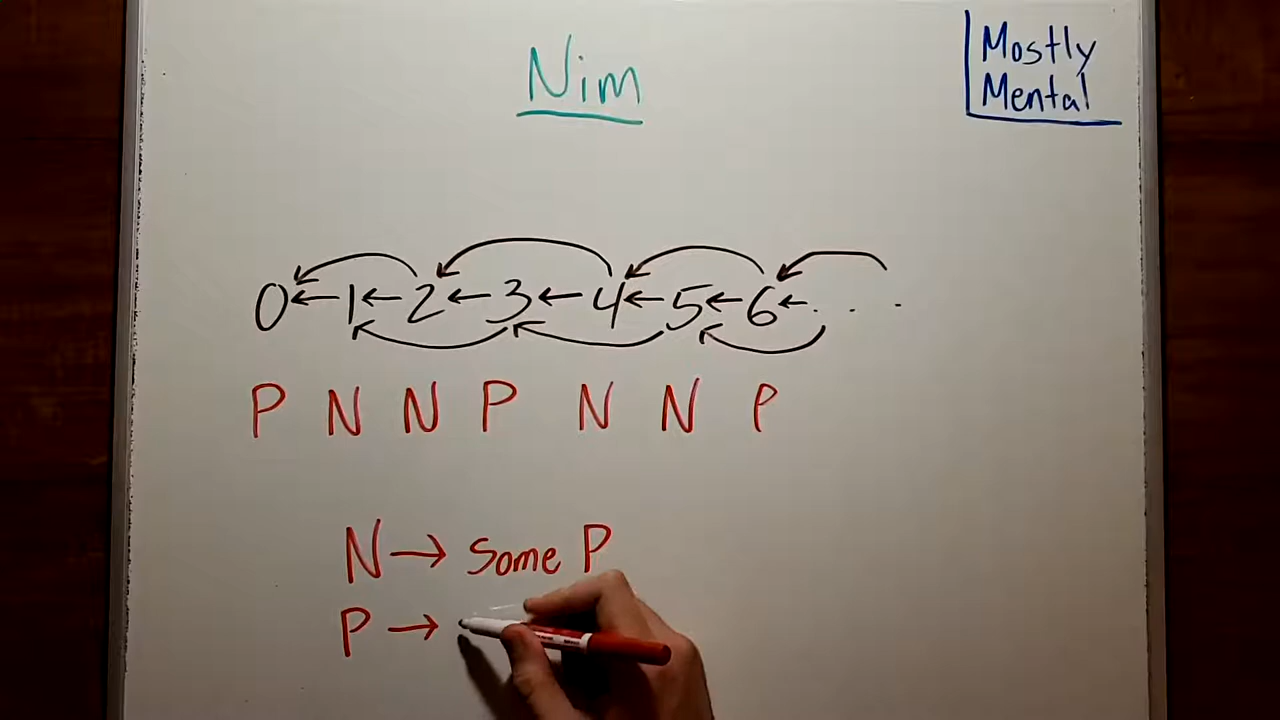 Nim
Mostly
Mental
0 ← 1 ← 2 ← 3 ← 4 ← 5 ← 6 ← . . .
P N N P N N P
N → Some P
P →